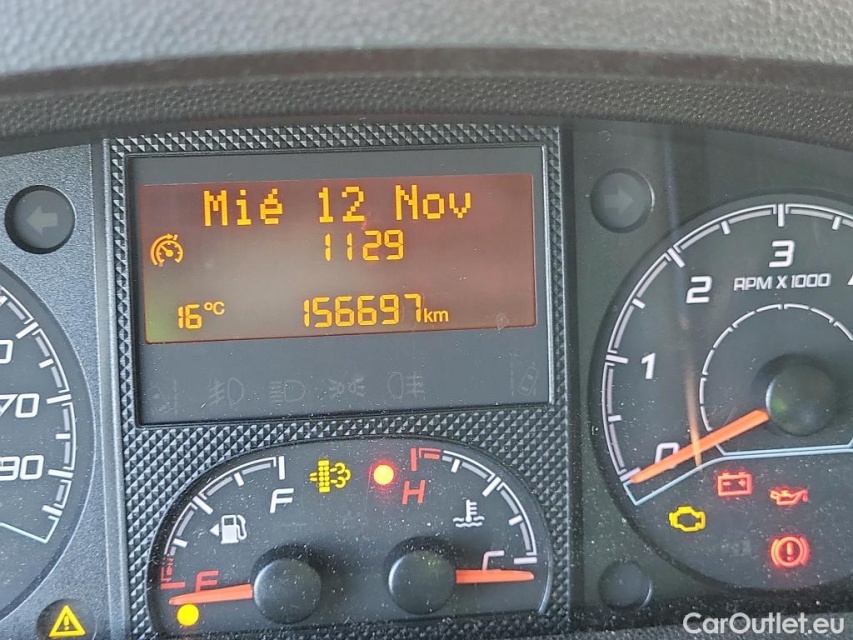 Mié 12 Nov
1129
16°C 156697km
3
2
RPM X 1000
1
0
70
90
F
H
E
C
CarOutlet.eu